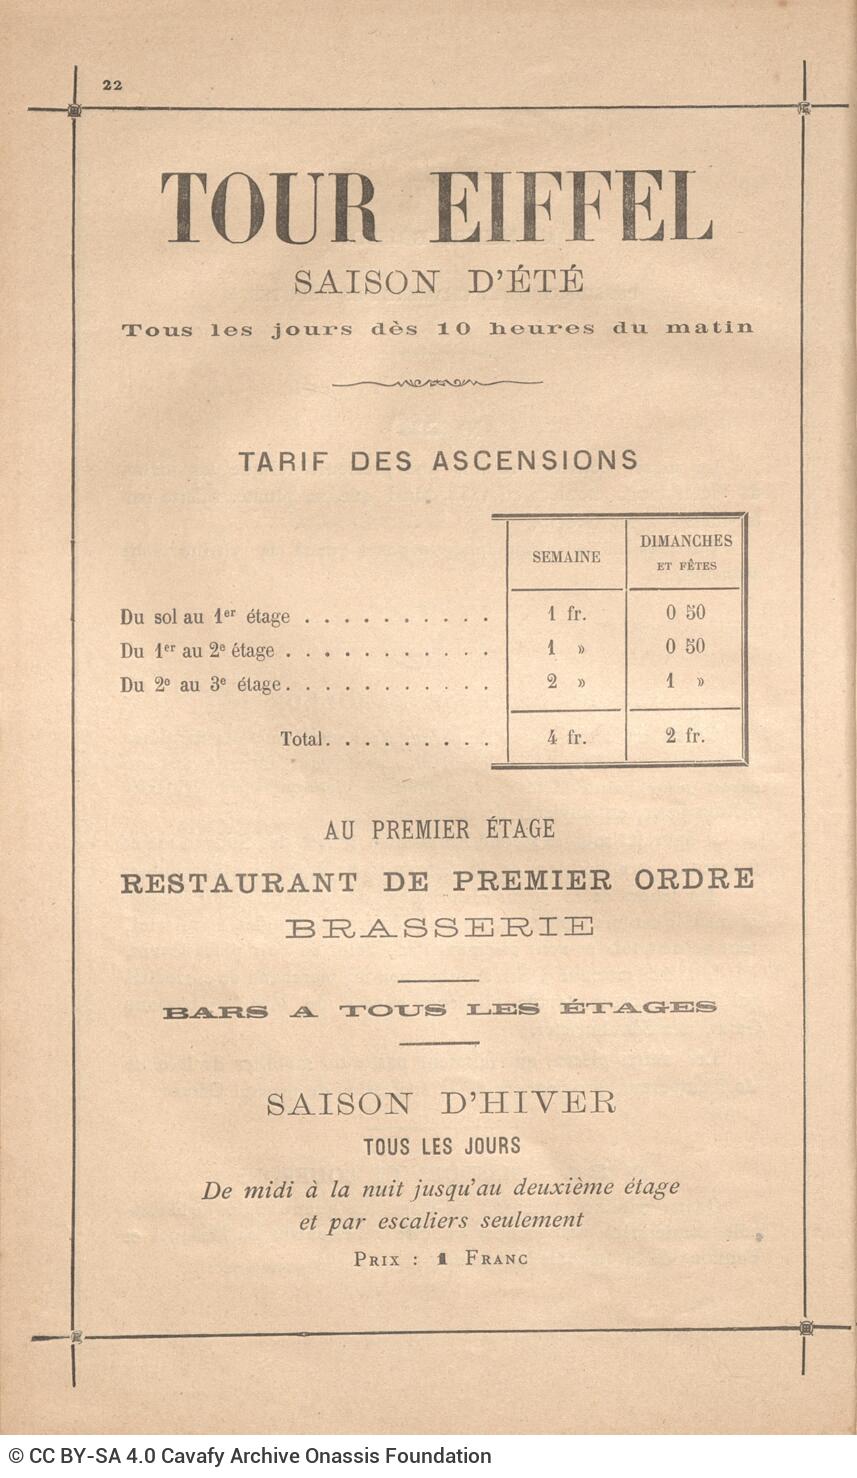 22
TOUR EIFFEL
SAISON D'ÉTÉ
Tous les jours dès 10 heures du matin
TARIF DES ASCENSIONS
SEMAINE DIMANCHES
ET FÊTES
Du sol au 1er étage . . . . . . . . . . 1 fr. 0 50
Du 1er au 2e étage . . . . . . . . . . . 1 » 0 50
Du 2e au 3e étage. . . . . . . . . . . 2 » 1 »
Total. . . . . . . . . 4 fr. 2 fr.
AU PREMIER ÉTAGE
RESTAURANT DE PREMIER ORDRE
BRASSERIE
BARS A TOUS LES ÉTAGES
SAISON D'HIVER
TOUS LES JOURS
De midi à la nuit jusqu'au deuxième étage
et par escaliers seulement
PRIX : 1 FRANC
© CC BY-SA 4.0 Cavafy Archive Onassis Foundation